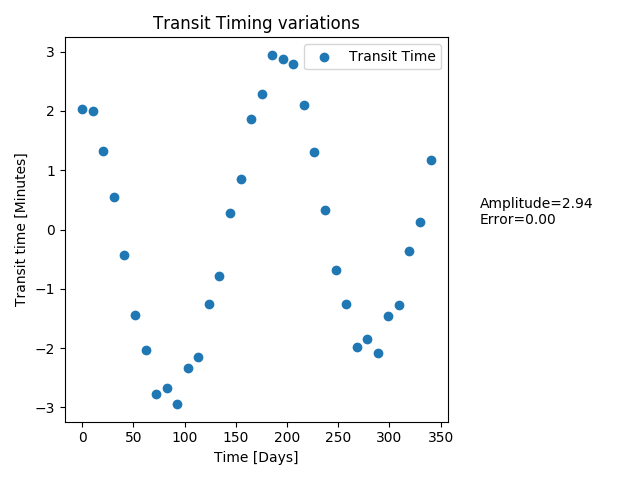 Transit Timing variations
Transit Time
3
2
1
0
−1
−2
−3
Transit time [Minutes]
0 50 100 150 200 250 300 350
Time [Days]
Amplitude=2.94
Error=0.00